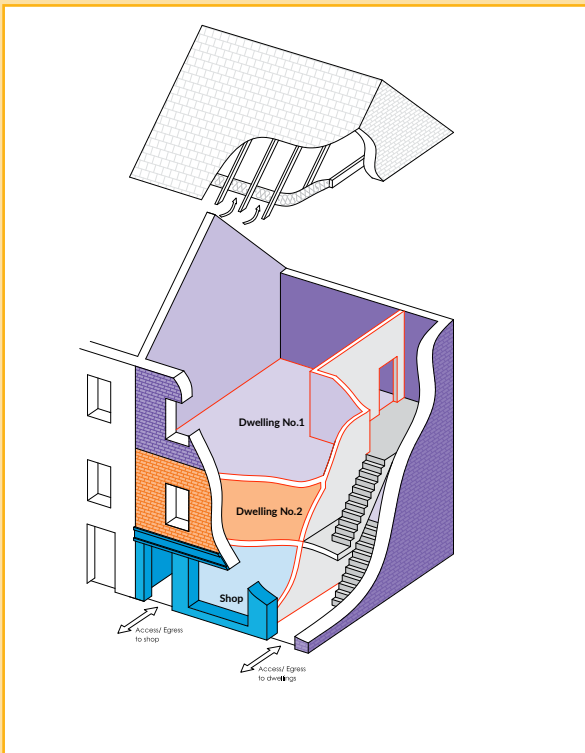 Dwelling No.1
Dwelling No.2
Shop
Access/ Egress
to shop
Access/ Egress
to dwellings